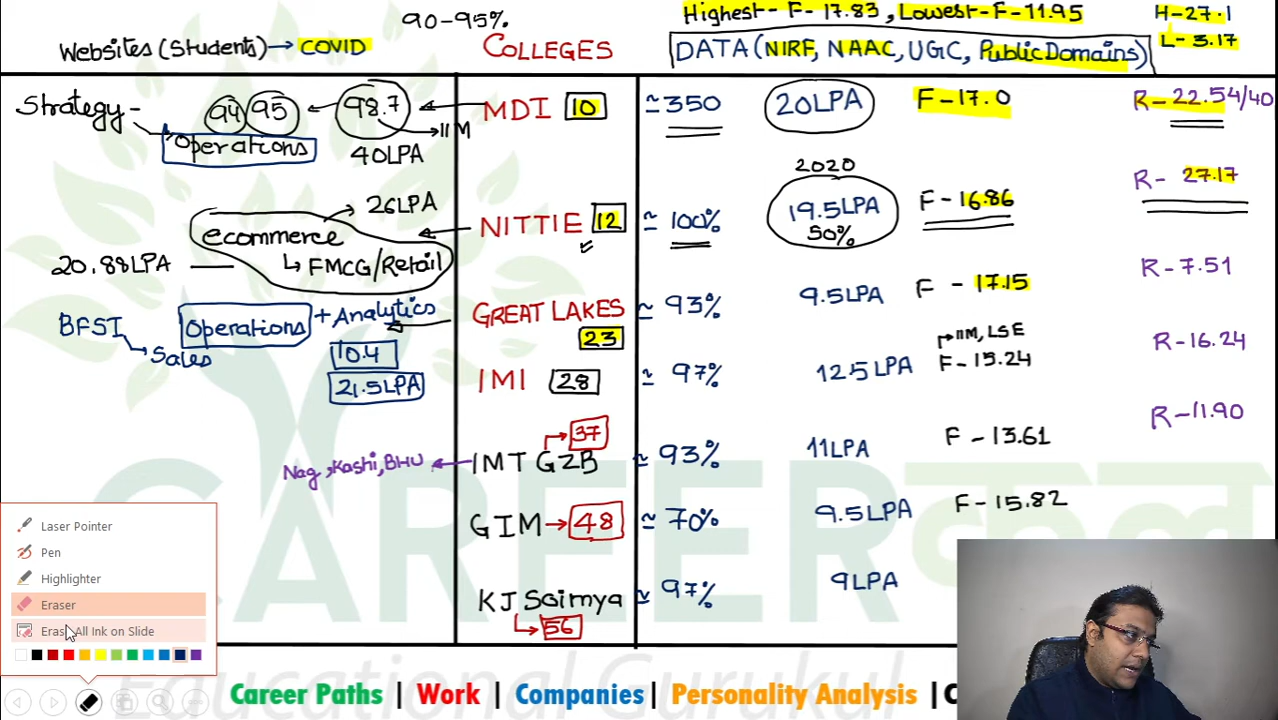 90-95%
Highest- F- 17.83, Lowest-F-11.95
H-27.1
L- 3.17
Websites (Students) → COVID
COLLEGES
DATA (NIRF, NAAC, UGC, Public Domains)
Strategy -
94 95 ← 98.7 ← MDI 10 ≃ 350 20LPA F-17.0 R-22.54/40
→ IIM
Operations
40LPA
2020
R- 27.17
→ 26LPA
ecommerce
NITTIE 12 ≃ 100% 19.5LPA F-16.86
50%
↳ FMCG/Retail
20.88LPA
R-7.51
GREAT LAKES ≃ 93% 9.5LPA F - 17.15
23
BFSI Operations + Analytics
→ Sales
10.4
21.5LPA
IIM, LSE
IMI 28 ≃ 97% 12.5LPA F-15.24
R-16.24
37
IMT GZB ≃ 93% 11LPA F-13.61
R-11.90
Nag, Kashi, BHU
GIM → 48 ≃ 70% 9.5LPA F-15.82
KJ Soimya ≃ 97% 9LPA
56
Laser Pointer
Pen
Highlighter
Eraser
Erase All Ink on Slide
CAREER
Educational Gurukul
Career Paths | Work | Companies | Personality Analysis |